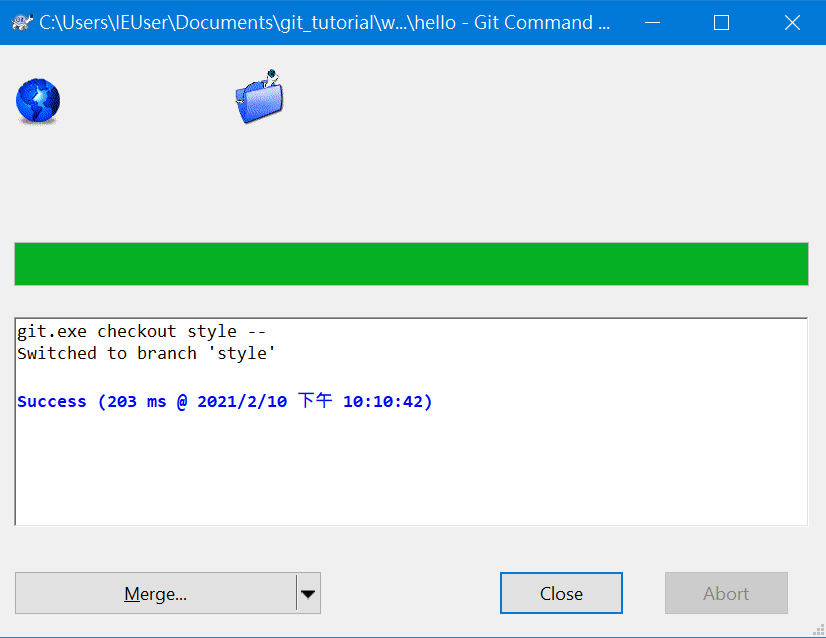 C:\Users\IEUser\Documents\git_tutorial\w...\hello - Git Command ...
git.exe checkout style --
Switched to branch 'style'
Success (203 ms @ 2021/2/10 下午 10:10:42)
Merge...
Close
Abort